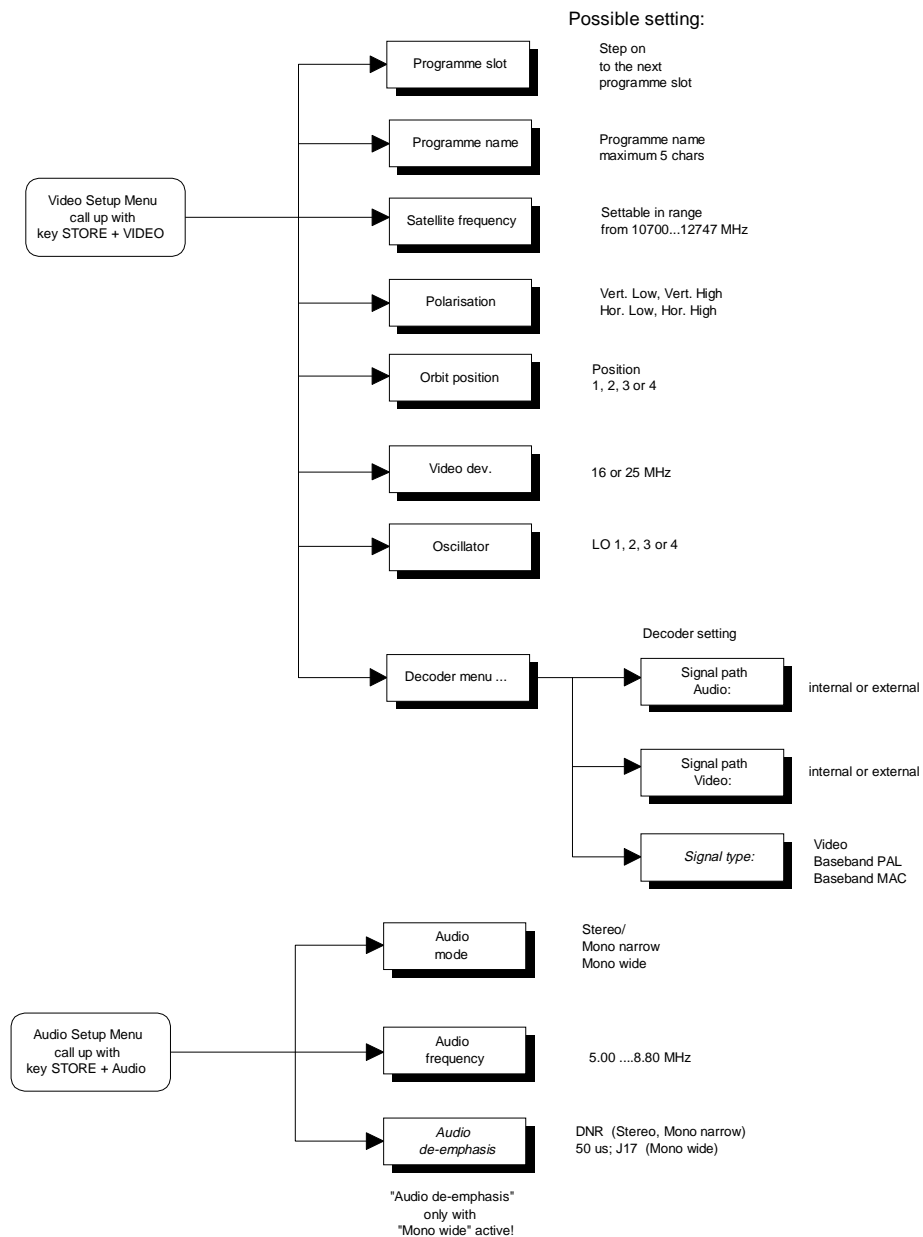 Possible setting:
Programme slot
Step on
to the next
programme slot
Programme name
Programme name
maximum 5 chars
Video Setup Menu
call up with
key STORE + VIDEO
Satellite frequency
Settable in range
from 10700...12747 MHz
Polarisation
Vert. Low, Vert. High
Hor. Low, Hor. High
Orbit position
Position
1, 2, 3 or 4
Video dev.
16 or 25 MHz
Oscillator
LO 1, 2, 3 or 4
Decoder setting
Decoder menu ...
Signal path
Audio:
internal or external
Signal path
Video:
internal or external
Signal type:
Video
Baseband PAL
Baseband MAC
Audio
mode
Stereo/
Mono narrow
Mono wide
Audio Setup Menu
call up with
key STORE + Audio
Audio
frequency
5.00 ....8.80 MHz
Audio
de-emphasis
DNR (Stereo, Mono narrow)
50 us; J17 (Mono wide)
"Audio de-emphasis"
only with
"Mono wide" active!